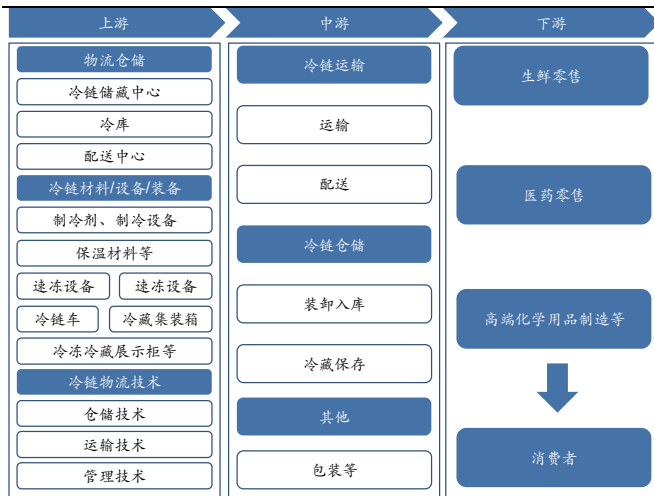 上游
中游
下游
物流仓储
冷链储藏中心
冷库
配送中心
冷链材料/设备/装备
制冷剂、制冷设备
保温材料等
速冻设备
速冻设备
冷链车
冷藏集装箱
冷冻冷藏展示柜等
冷链物流技术
仓储技术
运输技术
管理技术
冷链运输
运输
配送
冷链仓储
装卸入库
冷藏保存
其他
包装等
生鲜零售
医药零售
高端化学用品制造等
消费者